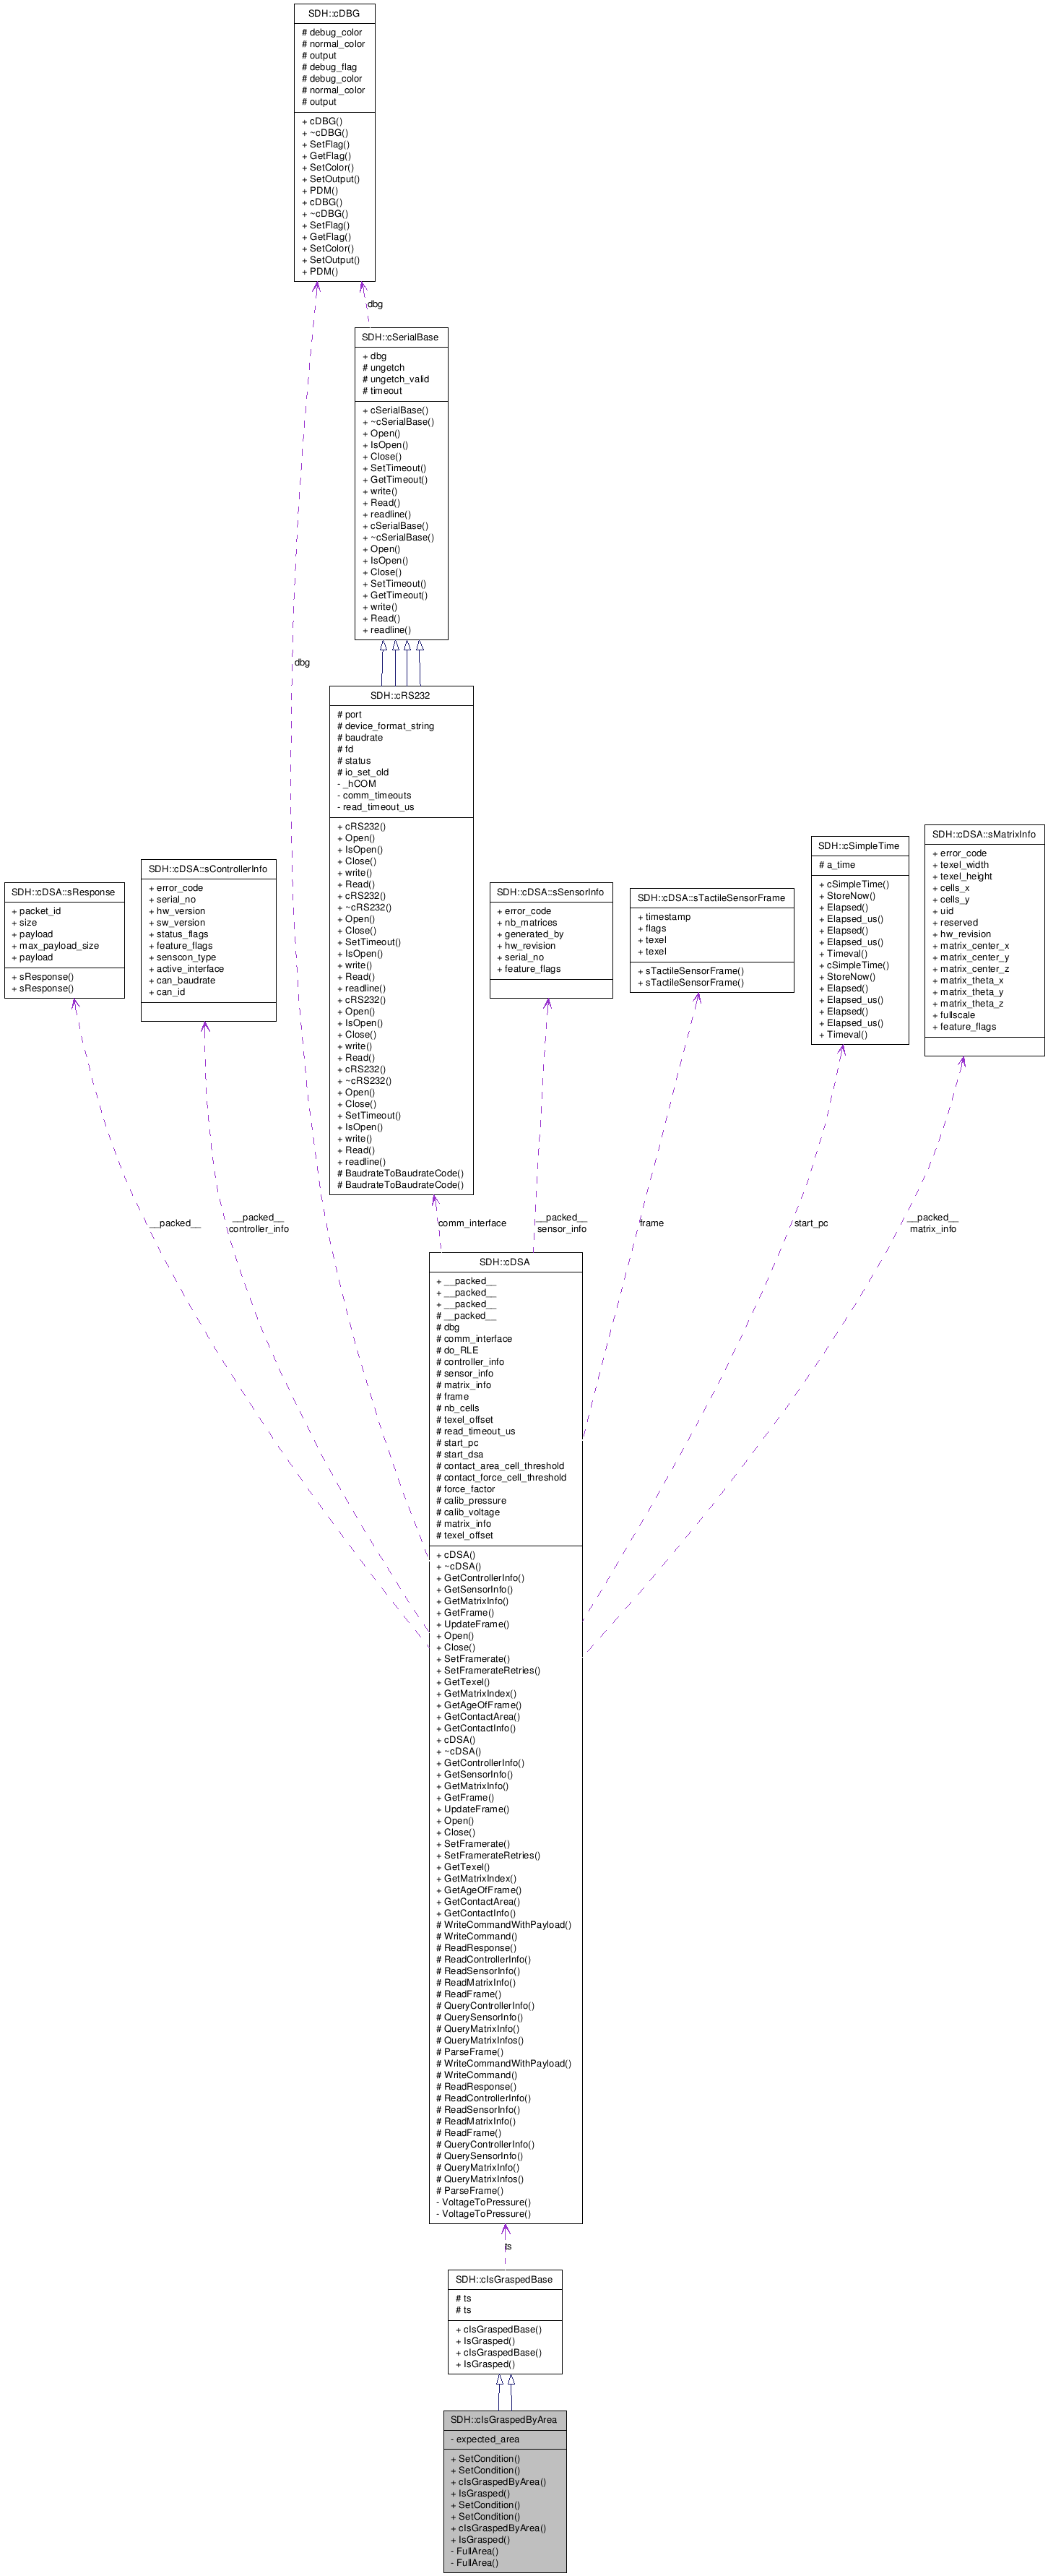 SDH::cDBG
# debug_color
# normal_color
# output
# debug_flag
# debug_color
# normal_color
# output
+ cDBG()
+ ~cDBG()
+ SetFlag()
+ GetFlag()
+ SetColor()
+ SetOutput()
+ PDM()
+ cDBG()
+ ~cDBG()
+ SetFlag()
+ GetFlag()
+ SetColor()
+ SetOutput()
+ PDM()
dbg
SDH::cSerialBase
+ dbg
# ungetch
# ungetch_valid
# timeout
+ cSerialBase()
+ ~cSerialBase()
+ Open()
+ IsOpen()
+ Close()
+ SetTimeout()
+ GetTimeout()
+ write()
+ Read()
+ readline()
+ cSerialBase()
+ ~cSerialBase()
+ Open()
+ IsOpen()
+ Close()
+ SetTimeout()
+ GetTimeout()
+ write()
+ Read()
+ readline()
dbg
SDH::cRS232
# port
# device_format_string
# baudrate
# fd
# status
# io_set_old
- _hCOM
- comm_timeouts
- read_timeout_us
+ cRS232()
+ Open()
+ IsOpen()
+ Close()
+ write()
+ Read()
+ cRS232()
+ ~cRS232()
+ Open()
+ Close()
+ SetTimeout()
+ IsOpen()
+ write()
+ Read()
+ readline()
+ cRS232()
+ Open()
+ IsOpen()
+ Close()
+ write()
+ Read()
+ cRS232()
+ ~cRS232()
+ Open()
+ Close()
+ SetTimeout()
+ IsOpen()
+ write()
+ Read()
+ readline()
# BaudrateToBaudrateCode()
# BaudrateToBaudrateCode()
SDH::cDSA::sResponse
+ packet_id
+ size
+ payload
+ max_payload_size
+ payload
+ sResponse()
+ sResponse()
SDH::cDSA::sControllerInfo
+ error_code
+ serial_no
+ hw_version
+ sw_version
+ status_flags
+ feature_flags
+ senscon_type
+ active_interface
+ can_baudrate
+ can_id
SDH::cDSA::sSensorInfo
+ error_code
+ nb_matrices
+ generated_by
+ hw_revision
+ serial_no
+ feature_flags
SDH::cDSA::sTactileSensorFrame
+ timestamp
+ flags
+ texel
+ texel
+ sTactileSensorFrame()
+ sTactileSensorFrame()
SDH::cSimpleTime
# a_time
+ cSimpleTime()
+ StoreNow()
+ Elapsed()
+ Elapsed_us()
+ Elapsed()
+ Elapsed_us()
+ Timeval()
+ cSimpleTime()
+ StoreNow()
+ Elapsed()
+ Elapsed_us()
+ Elapsed()
+ Elapsed_us()
+ Timeval()
SDH::cDSA::sMatrixInfo
+ error_code
+ texel_width
+ texel_height
+ cells_x
+ cells_y
+ uid
+ reserved
+ hw_revision
+ matrix_center_x
+ matrix_center_y
+ matrix_center_z
+ matrix_theta_x
+ matrix_theta_y
+ matrix_theta_z
+ fullscale
+ feature_flags
__packed__
__packed__
controller_info
comm_interface
__packed__
sensor_info
frame
start_pc
__packed__
matrix_info
SDH::cDSA
+ __packed__
+ __packed__
+ __packed__
# __packed__
# dbg
# comm_interface
# do_RLE
# controller_info
# sensor_info
# matrix_info
# frame
# nb_cells
# texel_offset
# read_timeout_us
# start_pc
# start_dsa
# contact_area_cell_threshold
# contact_force_cell_threshold
# force_factor
# calib_pressure
# calib_voltage
# matrix_info
# texel_offset
+ cDSA()
+ ~cDSA()
+ GetControllerInfo()
+ GetSensorInfo()
+ GetMatrixInfo()
+ GetFrame()
+ UpdateFrame()
+ Open()
+ Close()
+ SetFramerate()
+ SetFramerateRetries()
+ GetTexel()
+ GetMatrixIndex()
+ GetAgeOfFrame()
+ GetContactArea()
+ GetContactInfo()
+ cDSA()
+ ~cDSA()
+ GetControllerInfo()
+ GetSensorInfo()
+ GetMatrixInfo()
+ GetFrame()
+ UpdateFrame()
+ Open()
+ Close()
+ SetFramerate()
+ SetFramerateRetries()
+ GetTexel()
+ GetMatrixIndex()
+ GetAgeOfFrame()
+ GetContactArea()
+ GetContactInfo()
# WriteCommandWithPayload()
# WriteCommand()
# ReadResponse()
# ReadControllerInfo()
# ReadSensorInfo()
# ReadMatrixInfo()
# ReadFrame()
# QueryControllerInfo()
# QuerySensorInfo()
# QueryMatrixInfo()
# QueryMatrixInfos()
# ParseFrame()
# WriteCommandWithPayload()
# WriteCommand()
# ReadResponse()
# ReadControllerInfo()
# ReadSensorInfo()
# ReadMatrixInfo()
# ReadFrame()
# QueryControllerInfo()
# QuerySensorInfo()
# QueryMatrixInfo()
# QueryMatrixInfos()
# ParseFrame()
- VoltageToPressure()
- VoltageToPressure()
ts
SDH::cIsGraspedBase
# ts
# ts
+ cIsGraspedBase()
+ IsGrasped()
+ cIsGraspedBase()
+ IsGrasped()
SDH::cIsGraspedByArea
- expected_area
+ SetCondition()
+ SetCondition()
+ cIsGraspedByArea()
+ IsGrasped()
+ SetCondition()
+ SetCondition()
+ cIsGraspedByArea()
+ IsGrasped()
- FullArea()
- FullArea()